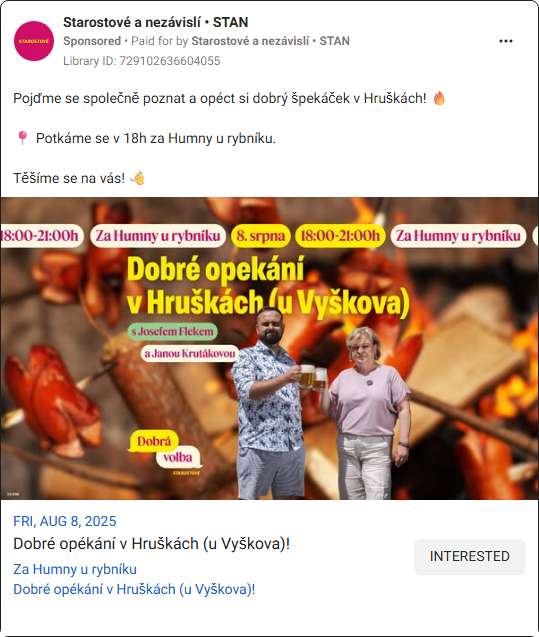 Starostové a nezávislí • STAN
Sponsored • Paid for by Starostové a nezávislí • STAN
Library ID: 729102636604055
STAROSTOVÉ
Pojďme se společně poznat a opéct si dobrý špekáček v Hruškách! 🔥
📍 Potkáme se v 18h za Humny u rybníku.
Těšíme se na vás! 👋
18:00-21:00h Za Humny u rybníku 8. srpna 18:00-21:00h Za Humny u rybníku
Dobré opekání
v Hruškách (u Vyškova)
s Josefem Flekem
a Janou Krutákovou
Dobrá
volba
STAROSTOVÉ
FRI, AUG 8, 2025
Dobré opékání v Hruškách (u Vyškova)!
Za Humny u rybníku
Dobré opékání v Hruškách (u Vyškova)!
INTERESTED